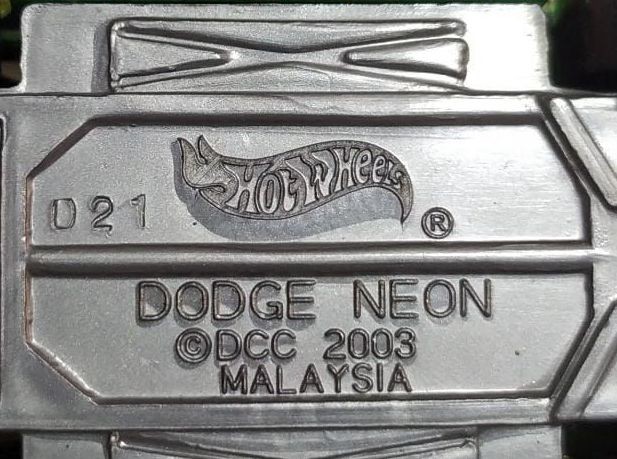 D21 HOT WHEELS ®
DODGE NEON
©DCC 2003
MALAYSIA